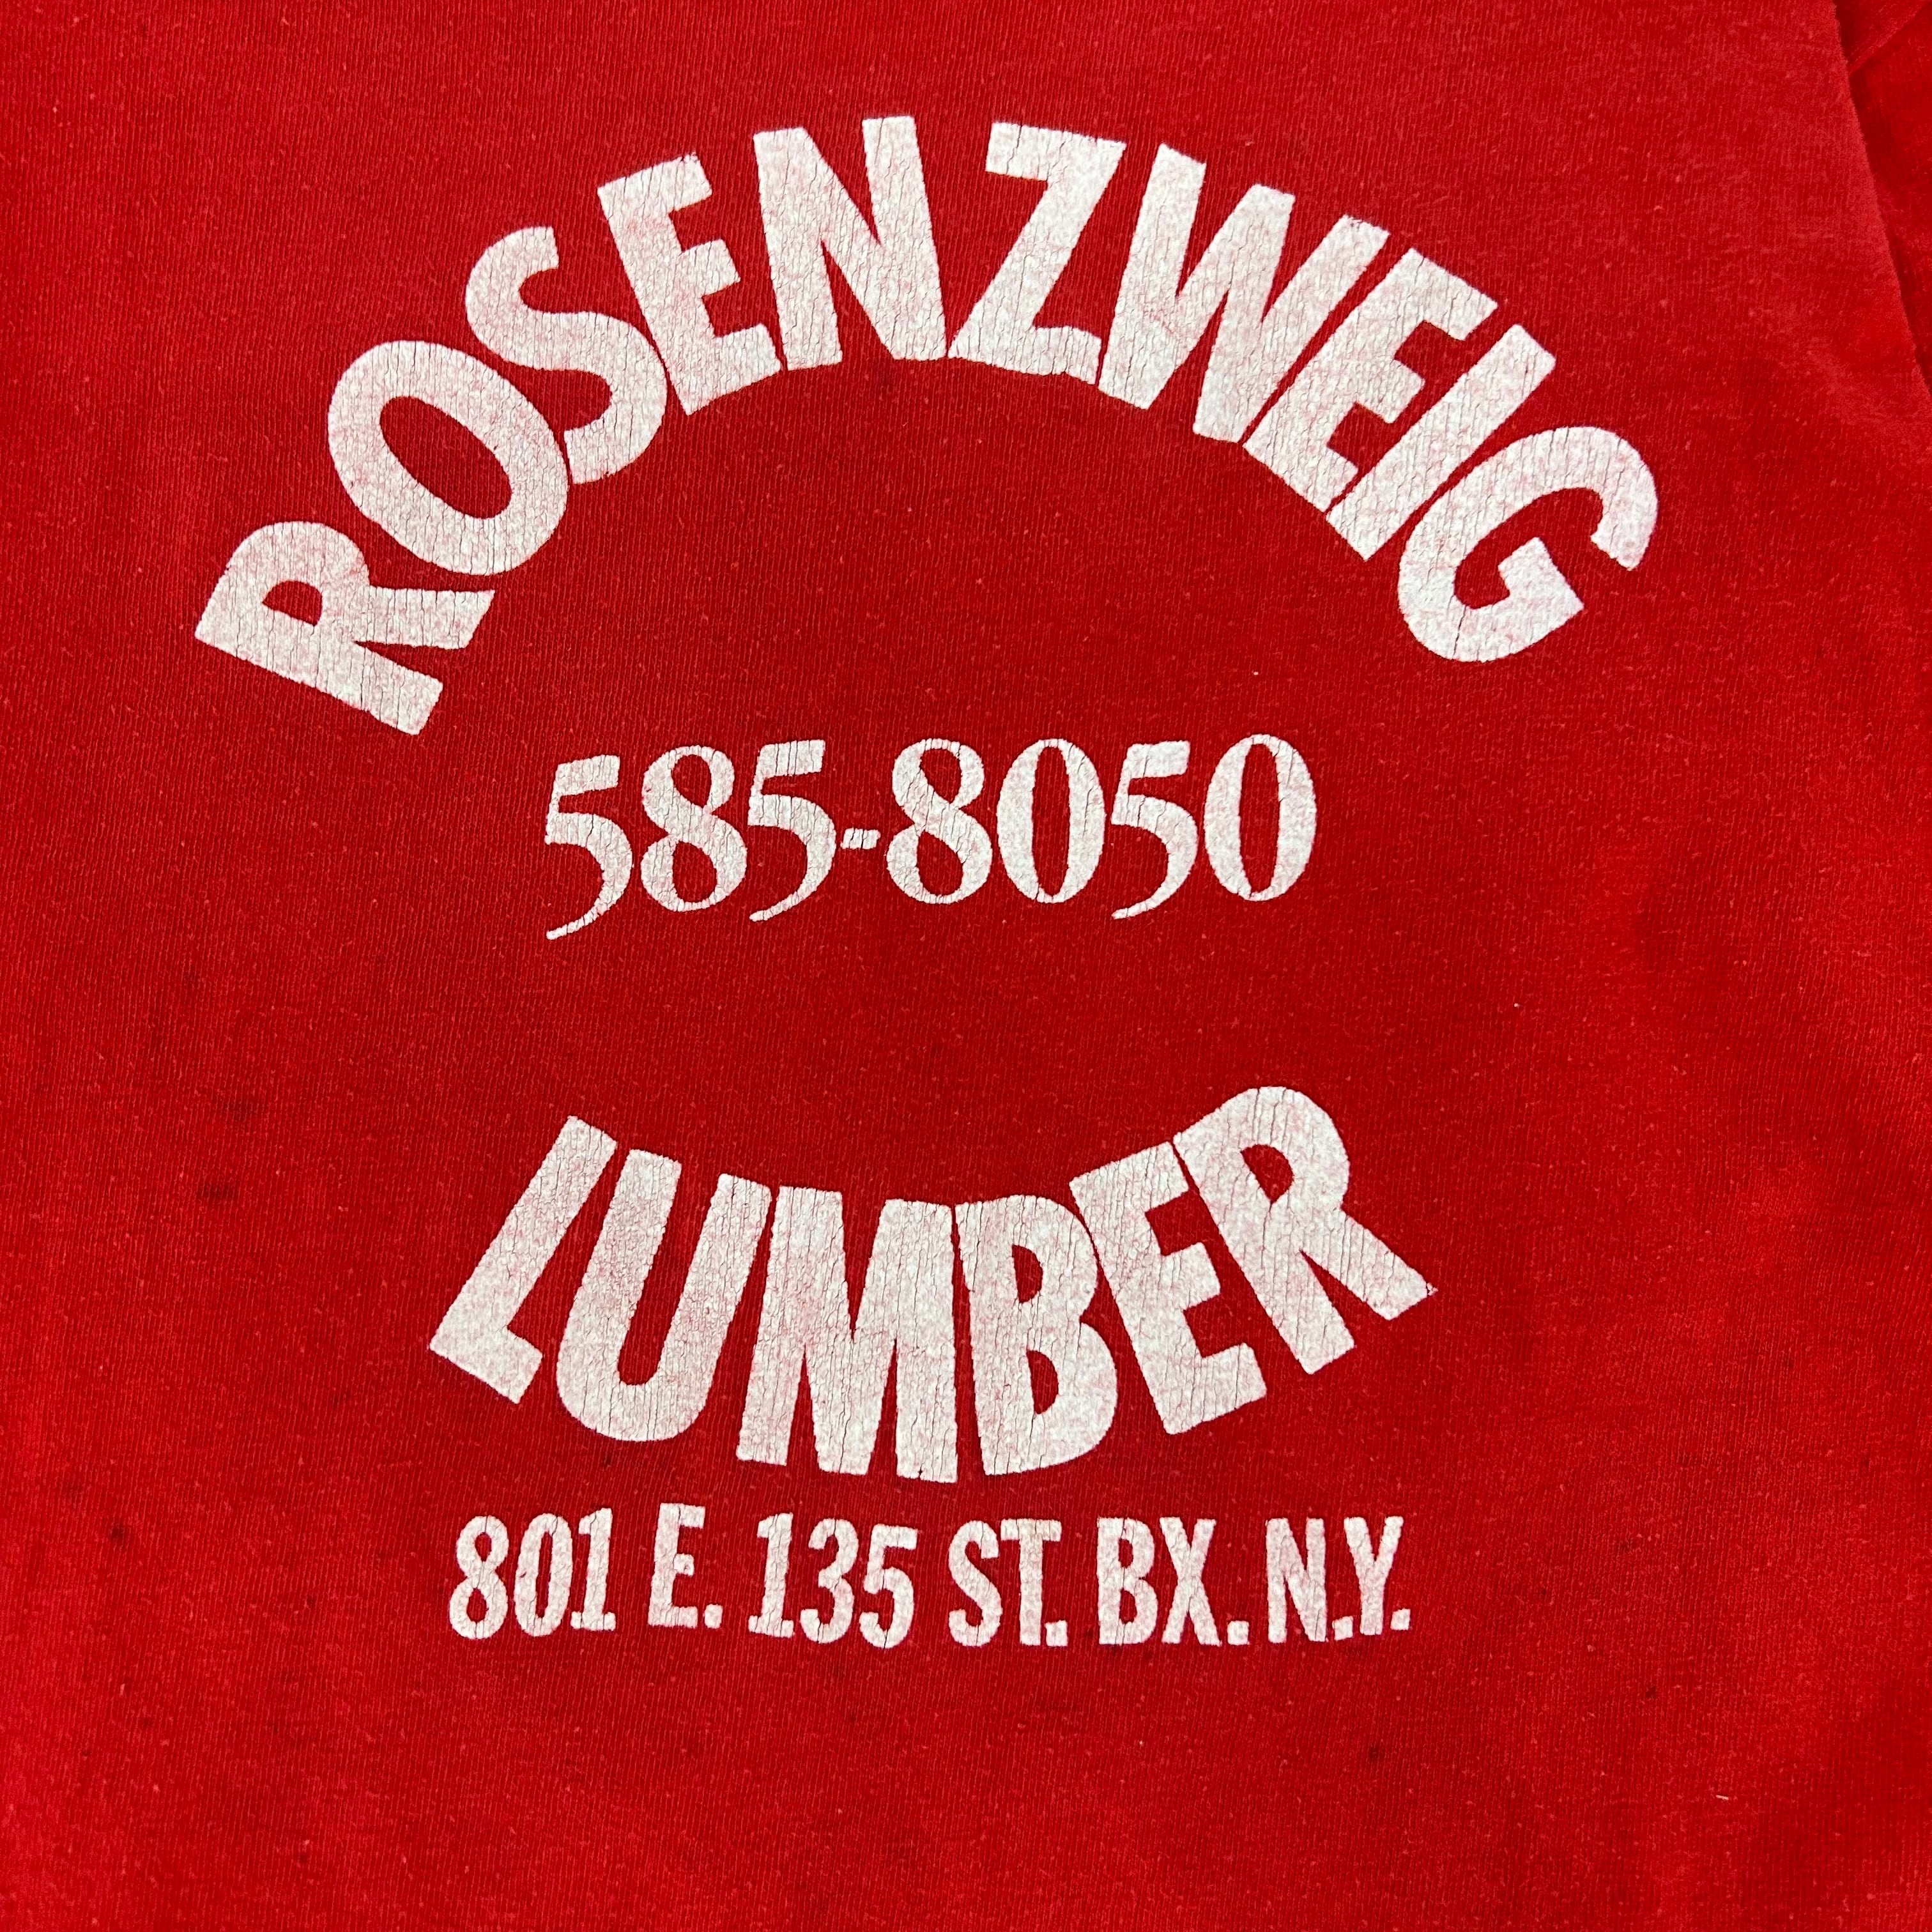 ROSENZWEIG
585-8050
LUMBER
801 E. 135 ST. BX. N.Y.